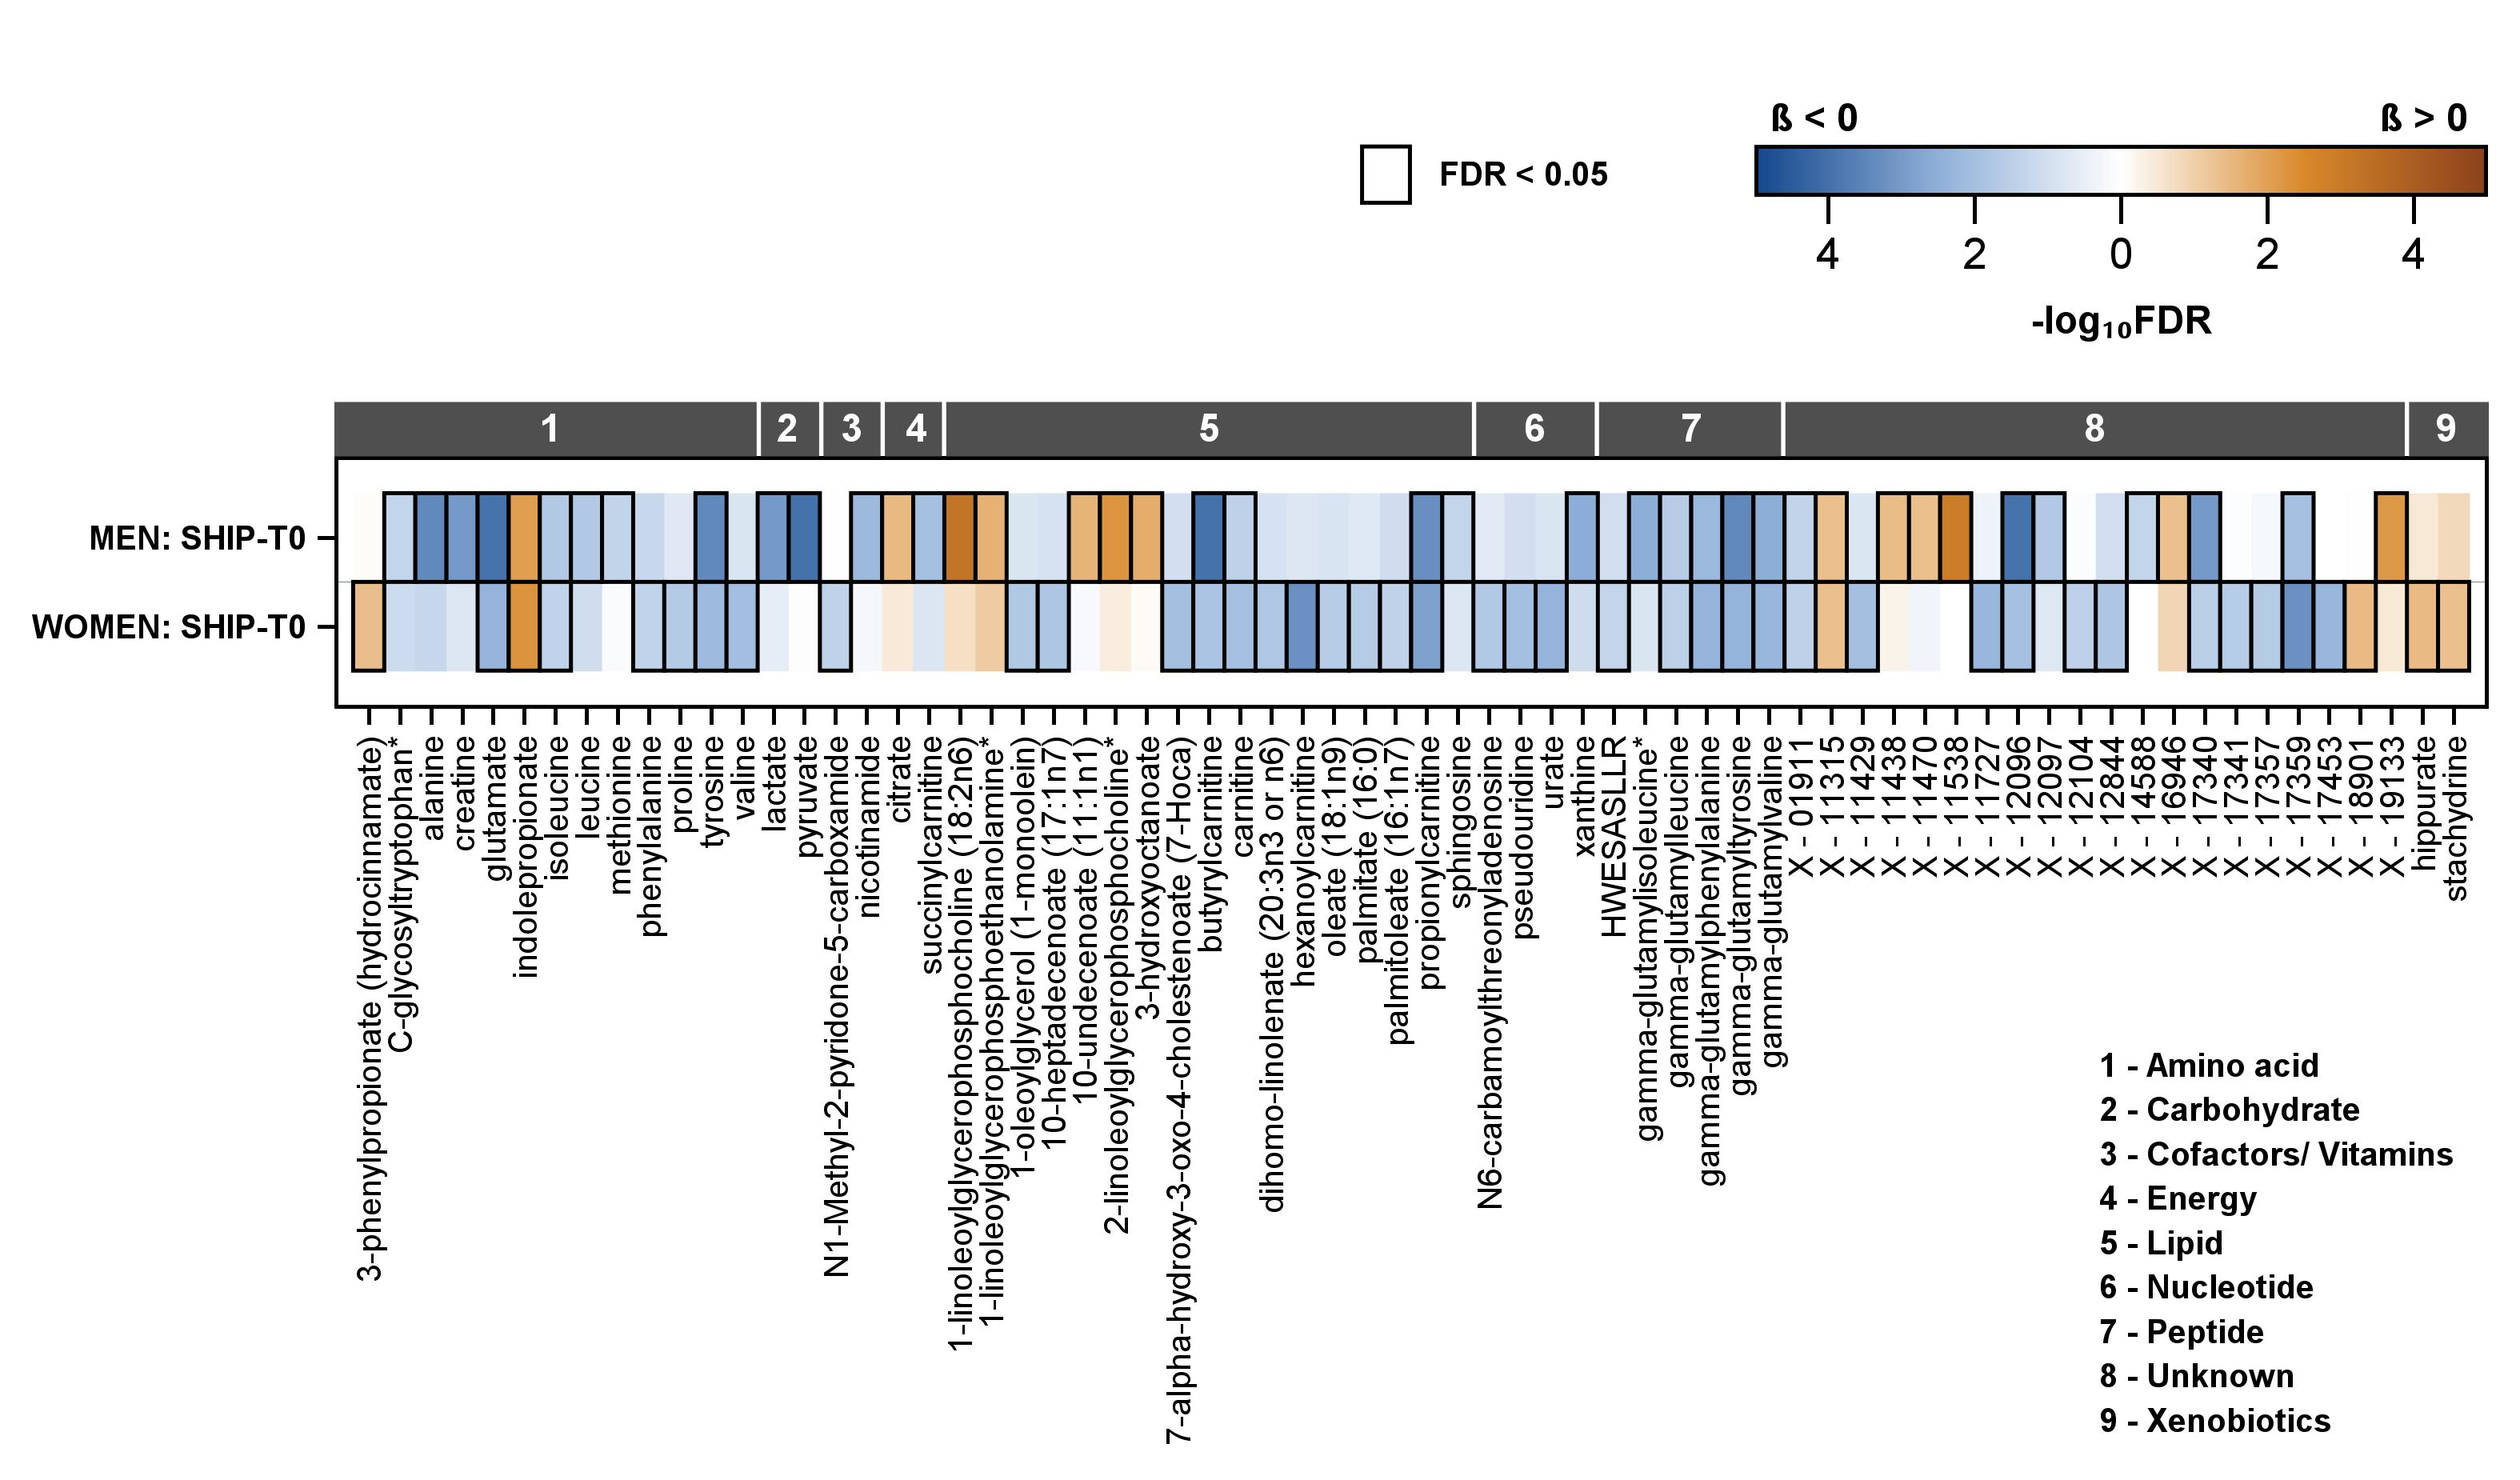 ß < 0
ß > 0
FDR < 0.05
4
2
0
2
4
-log₁₀FDR
1
2
3
4
5
6
7
8
9
MEN: SHIP-T0
WOMEN: SHIP-T0
3-phenylpropionate (hydrocinnamate)
C-glycosyltryptophan*
alanine
creatine
glutamate
indolepropionate
isoleucine
leucine
methionine
phenylalanine
proline
tyrosine
valine
lactate
pyruvate
N1-Methyl-2-pyridone-5-carboxamide
nicotinamide
citrate
succinylcarnitine
1-linoleoylglycerophosphocholine (18:2n6)
1-linoleoylglycerophosphoethanolamine*
1-oleoylglycerol (1-monoolein)
10-heptadecenoate (17:1n7)
10-undecenoate (11:1n1)
2-linoleoylglycerophosphocholine*
3-hydroxyoctanoate
7-alpha-hydroxy-3-oxo-4-cholestenoate (7-Hoca)
butyrylcarnitine
carnitine
dihomo-linolenate (20:3n3 or n6)
hexanoylcarnitine
oleate (18:1n9)
palmitate (16:0)
palmitoleate (16:1n7)
propionylcarnitine
sphingosine
N6-carbamoylthreonyladenosine
pseudouridine
urate
xanthine
HWESASLLR
gamma-glutamylisoleucine*
gamma-glutamylleucine
gamma-glutamylphenylalanine
gamma-glutamyltyrosine
gamma-glutamylvaline
X - 01911
X - 11315
X - 11429
X - 11438
X - 11470
X - 11538
X - 11727
X - 12096
X - 12097
X - 12104
X - 12844
X - 14588
X - 16946
X - 17340
X - 17341
X - 17357
X - 17359
X - 17453
X - 18901
X - 19133
hippurate
stachydrine
1 - Amino acid
2 - Carbohydrate
3 - Cofactors/ Vitamins
4 - Energy
5 - Lipid
6 - Nucleotide
7 - Peptide
8 - Unknown
9 - Xenobiotics